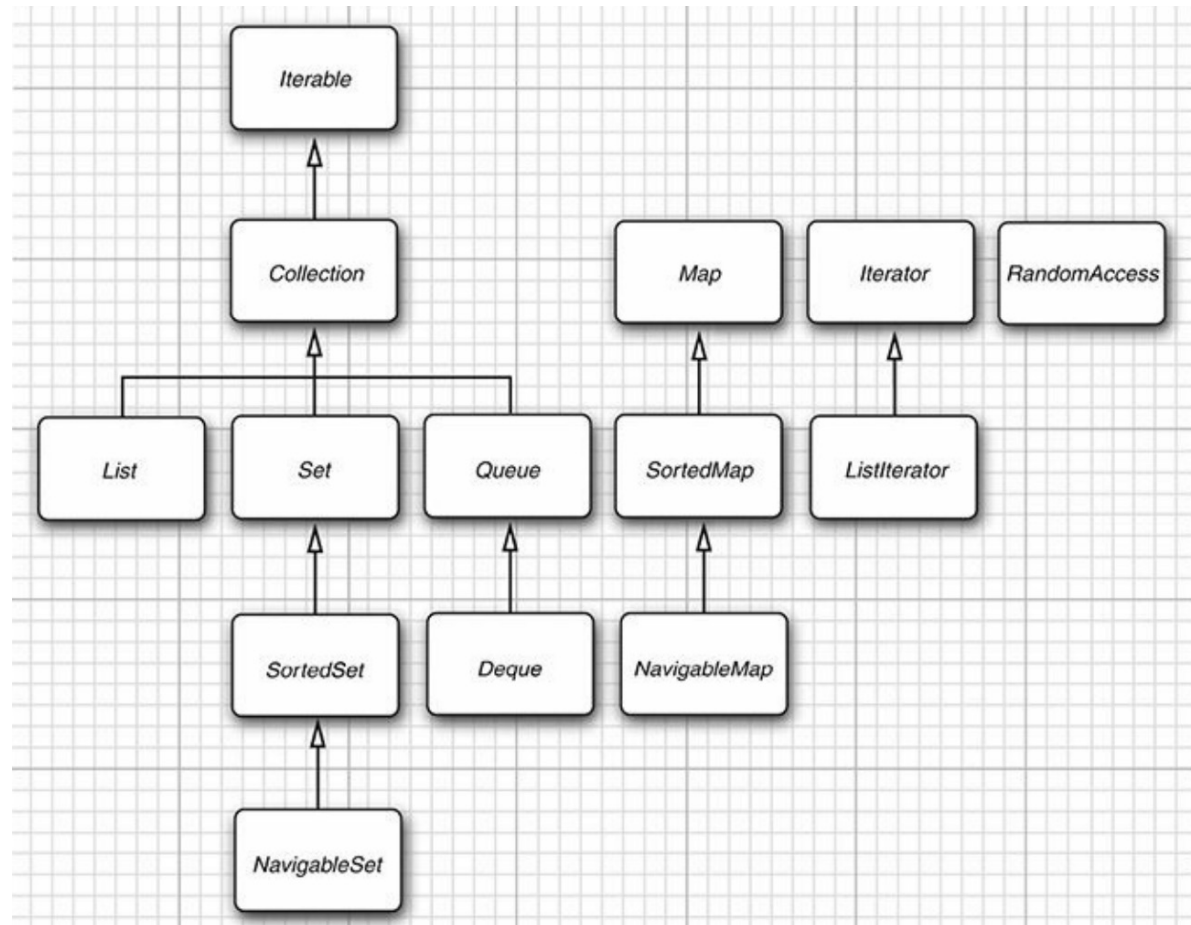 Iterable
Collection
Map
Iterator
RandomAccess
List
Set
Queue
SortedMap
ListIterator
SortedSet
Deque
NavigableMap
NavigableSet